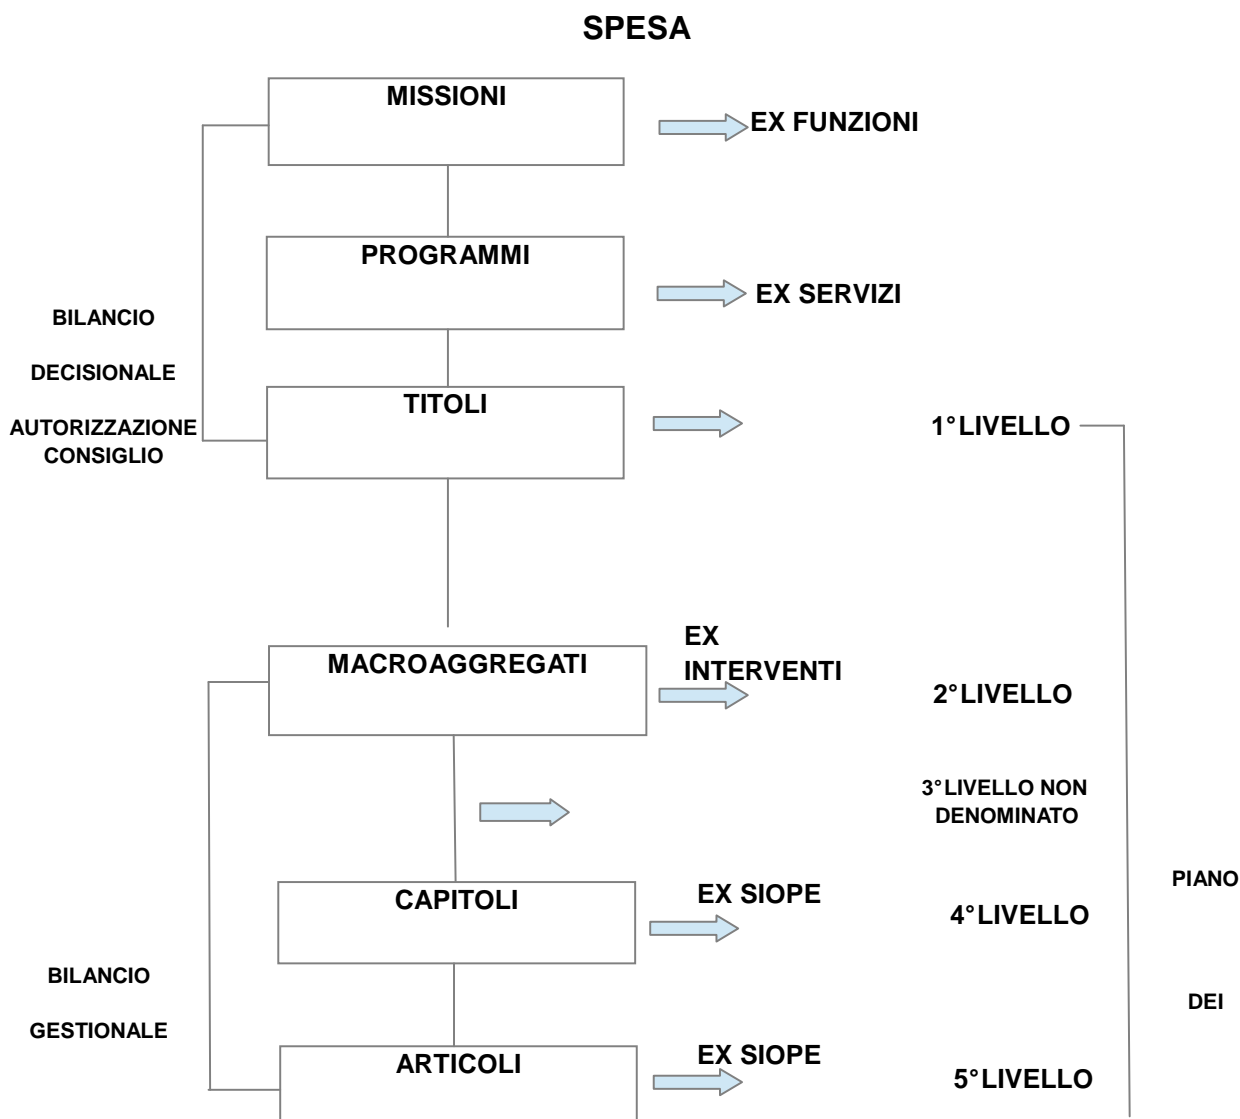 SPESA
MISSIONI
EX FUNZIONI
PROGRAMMI
EX SERVIZI
BILANCIO
DECISIONALE
AUTORIZZAZIONE
CONSIGLIO
TITOLI
1° LIVELLO
MACROAGGREGATI
EX
INTERVENTI
2° LIVELLO
3° LIVELLO NON
DENOMINATO
CAPITOLI
EX SIOPE
4° LIVELLO
PIANO
DEI
BILANCIO
GESTIONALE
ARTICOLI
EX SIOPE
5° LIVELLO